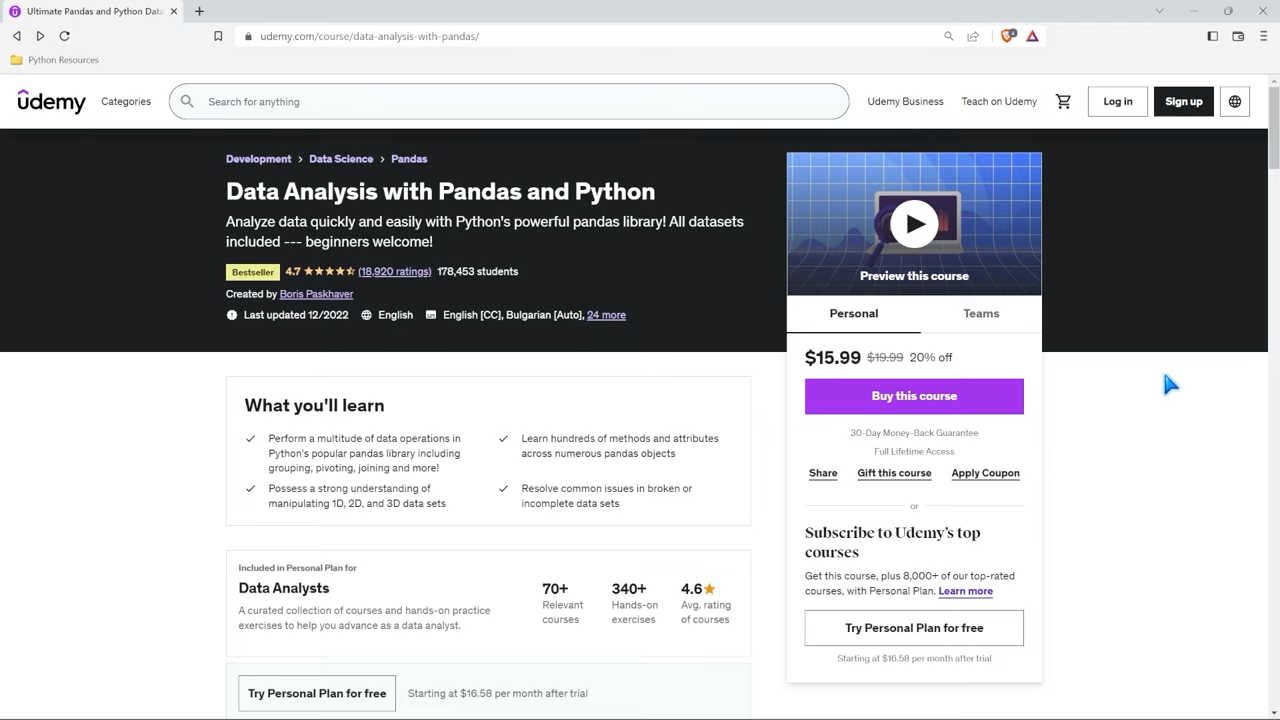 Ultimate Pandas and Python Data
udemy.com/course/data-analysis-with-pandas/
4
Python Resources
udemy
Categories
Search for anything
Udemy Business
Teach on Udemy
Log in
Sign up
Development > Data Science > Pandas
Data Analysis with Pandas and Python
Analyze data quickly and easily with Python's powerful pandas library! All datasets
included --- beginners welcome!
Bestseller 4.7 (18,920 ratings) 178,453 students
Created by Boris Paskhaver
Last updated 12/2022 English English [CC], Bulgarian [Auto], 24 more
Preview this course
Personal
Teams
$15.99 $19.99 20% off
Buy this course
30-Day Money-Back Guarantee
Full Lifetime Access
Share Gift this course Apply Coupon
or
Subscribe to Udemy's top
courses
Get this course, plus 8,000+ of our top-rated
courses, with Personal Plan. Learn more
Try Personal Plan for free
Starting at $16.58 per month after trial
What you'll learn
Perform a multitude of data operations in
Python's popular pandas library including
grouping, pivoting, joining and more!
Possess a strong understanding of
manipulating 1D, 2D, and 3D data sets
Learn hundreds of methods and attributes
across numerous pandas objects
Resolve common issues in broken or
incomplete data sets
Included in Personal Plan for
Data Analysts
A curated collection of courses and hands-on practice
exercises to help you advance as a data analyst.
70+
Relevant
courses
340+
Hands-on
exercises
4.6
Avg. rating
of courses
Try Personal Plan for free
Starting at $16.58 per month after trial